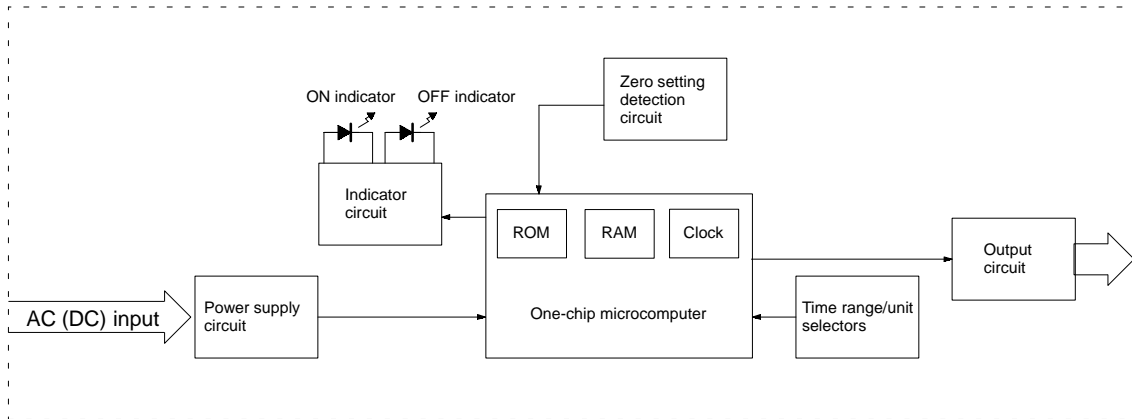 Zero setting
detection
circuit
ON indicator
OFF indicator
Indicator
circuit
ROM
RAM
Clock
One-chip microcomputer
Output
circuit
AC (DC) input
Power supply
circuit
Time range/unit
selectors